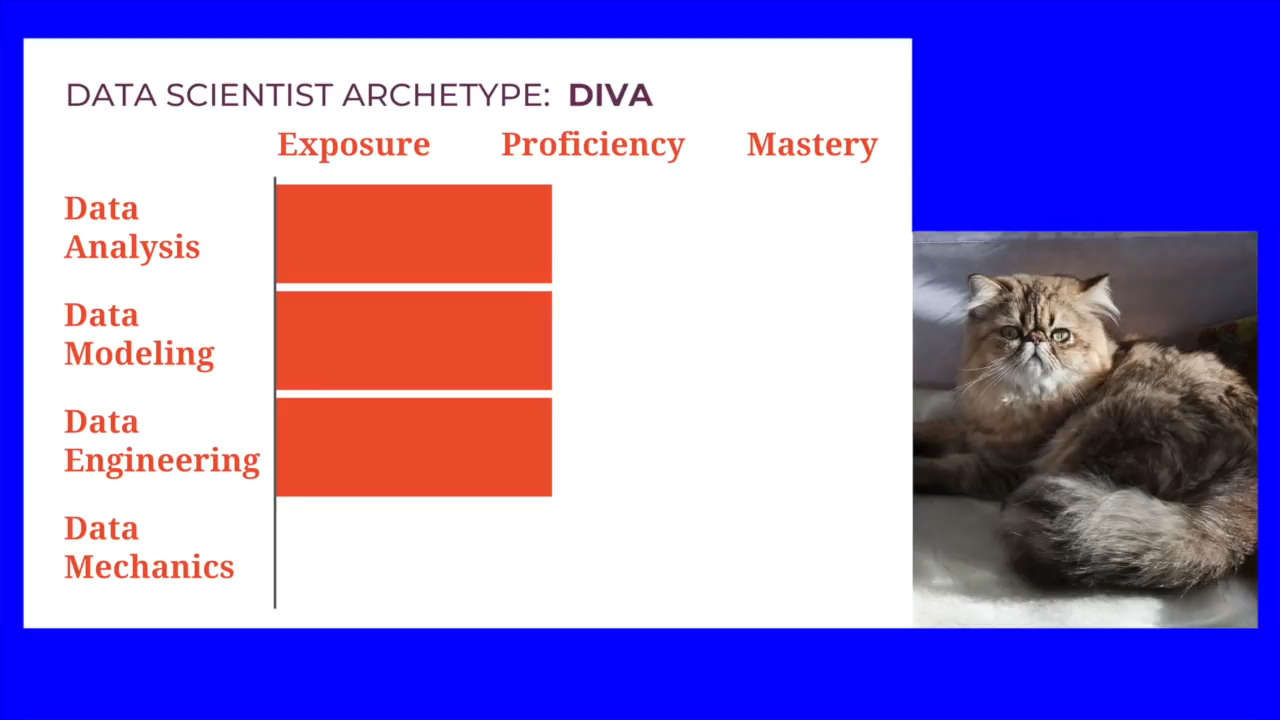 DATA SCIENTIST ARCHETYPE: DIVA
Exposure Proficiency Mastery
Data
Analysis
Data
Modeling
Data
Engineering
Data
Mechanics